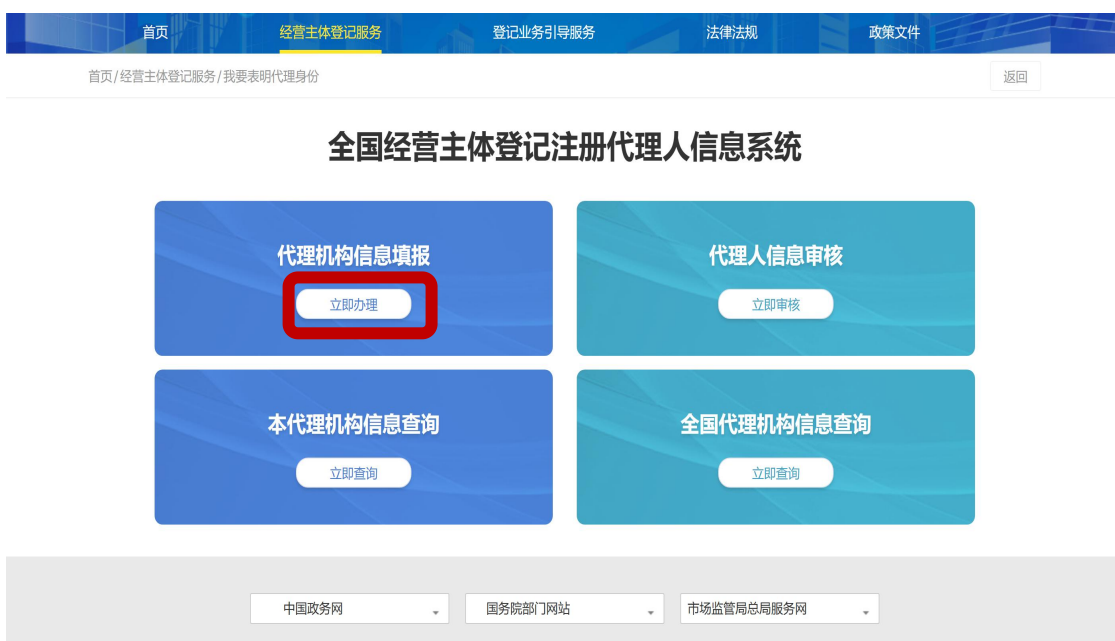 首页 经营主体登记服务 登记业务引导服务 法律法规 政策文件
首页/经营主体登记服务/我要表明代理身份 返回
全国经营主体登记注册代理人信息系统
代理机构信息填报
立即办理
代理人信息审核
立即审核
本代理机构信息查询
立即查询
全国代理机构信息查询
立即查询
中国政务网 国务院部门网站 市场监管局总局服务网